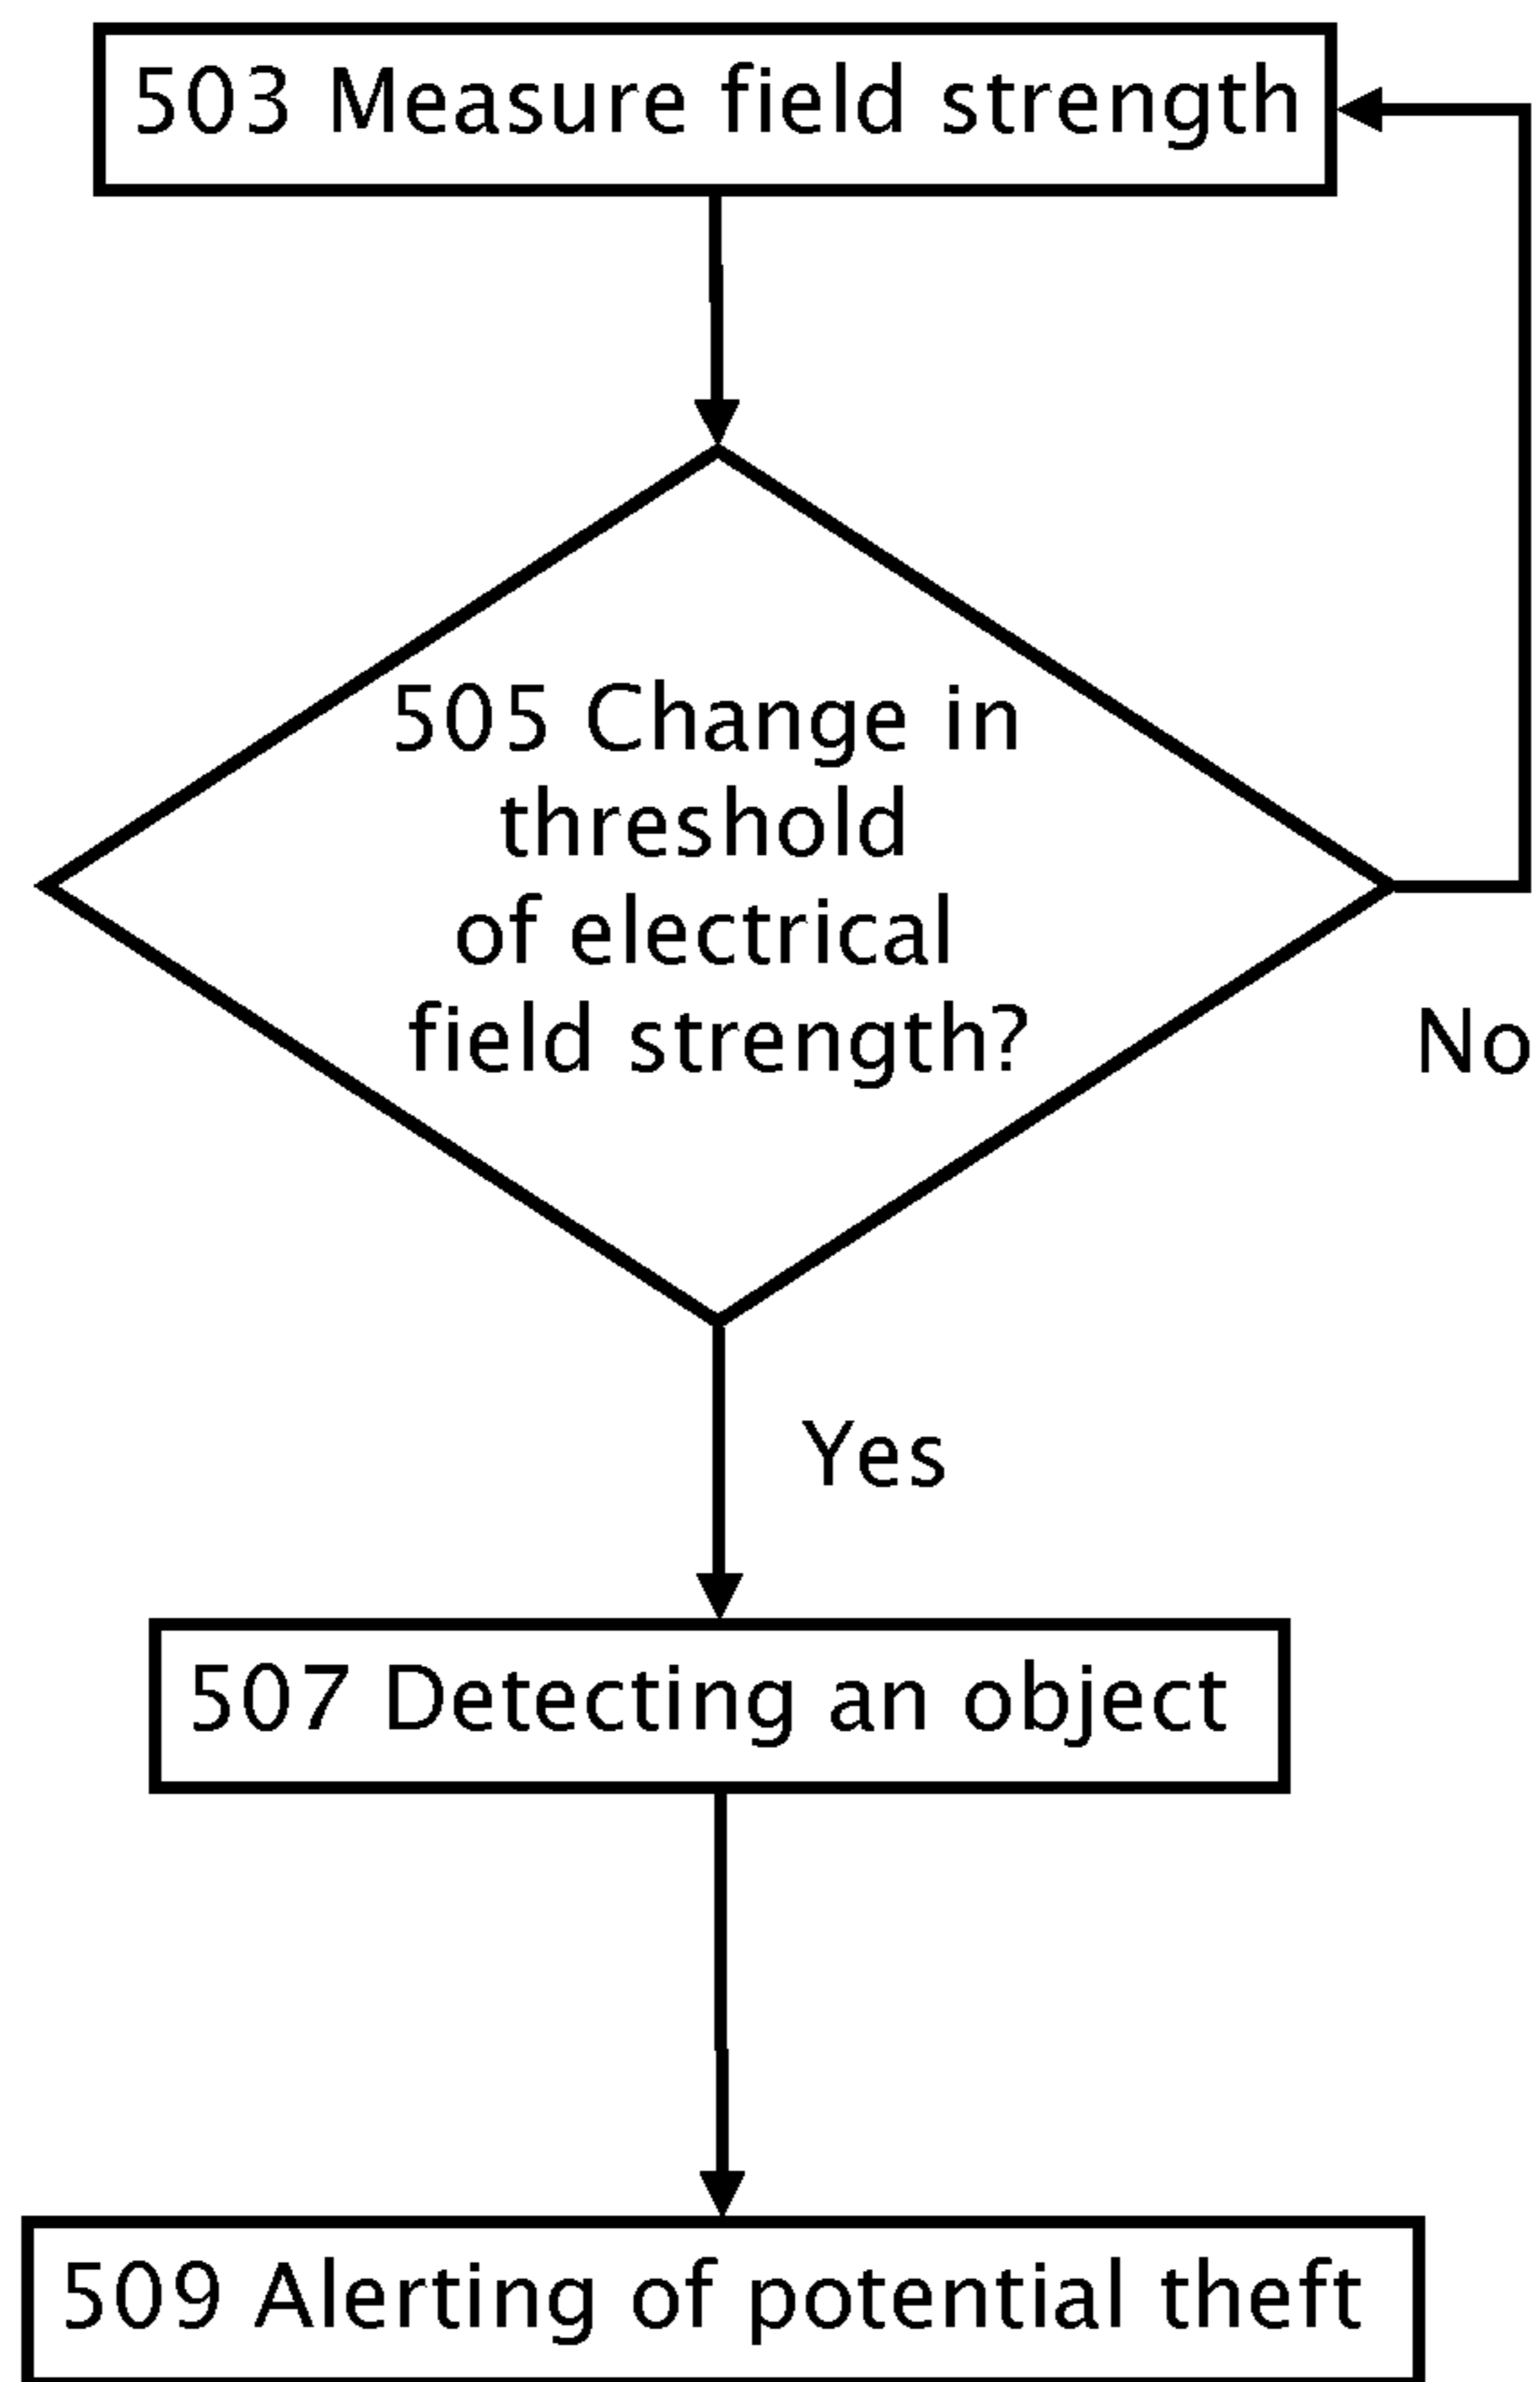 503 Measure field strength
505 Change in
threshold
of electrical
field strength?
No
Yes
507 Detecting an object
509 Alerting of potential theft